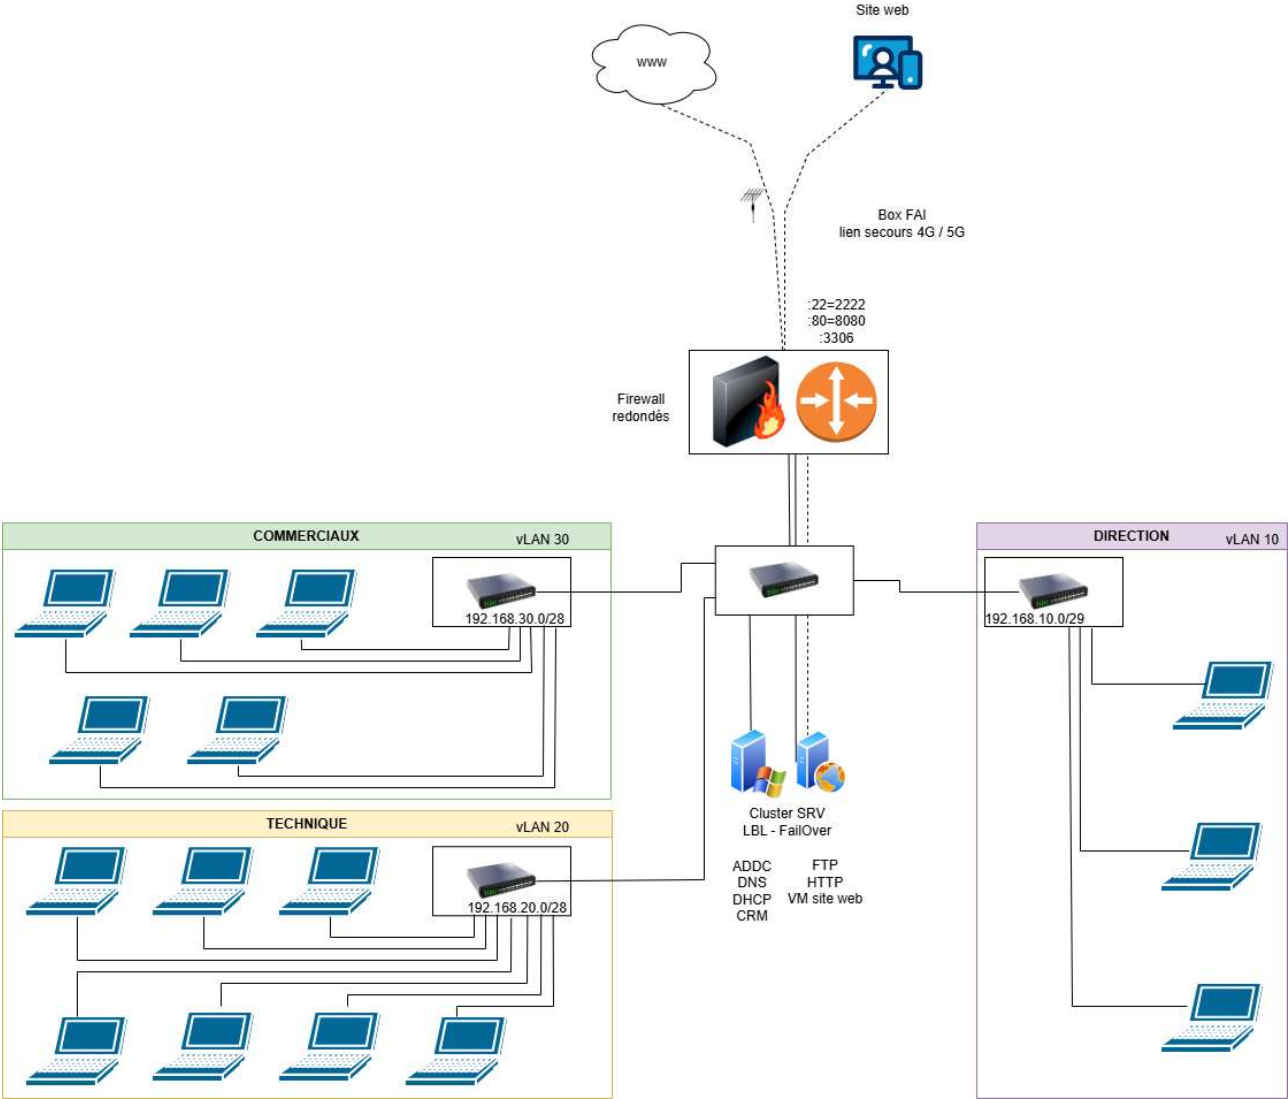 Site web
www
Box FAI
lien secours 4G / 5G
:22=2222
:80=8080
:3306
Firewall
redondés
COMMERCIAUX
vLAN 30
192.168.30.0/28
DIRECTION
vLAN 10
192.168.10.0/29
TECHNIQUE
vLAN 20
192.168.20.0/28
Cluster SRV
LBL - FailOver
ADDC
DNS
DHCP
CRM
FTP
HTTP
VM site web